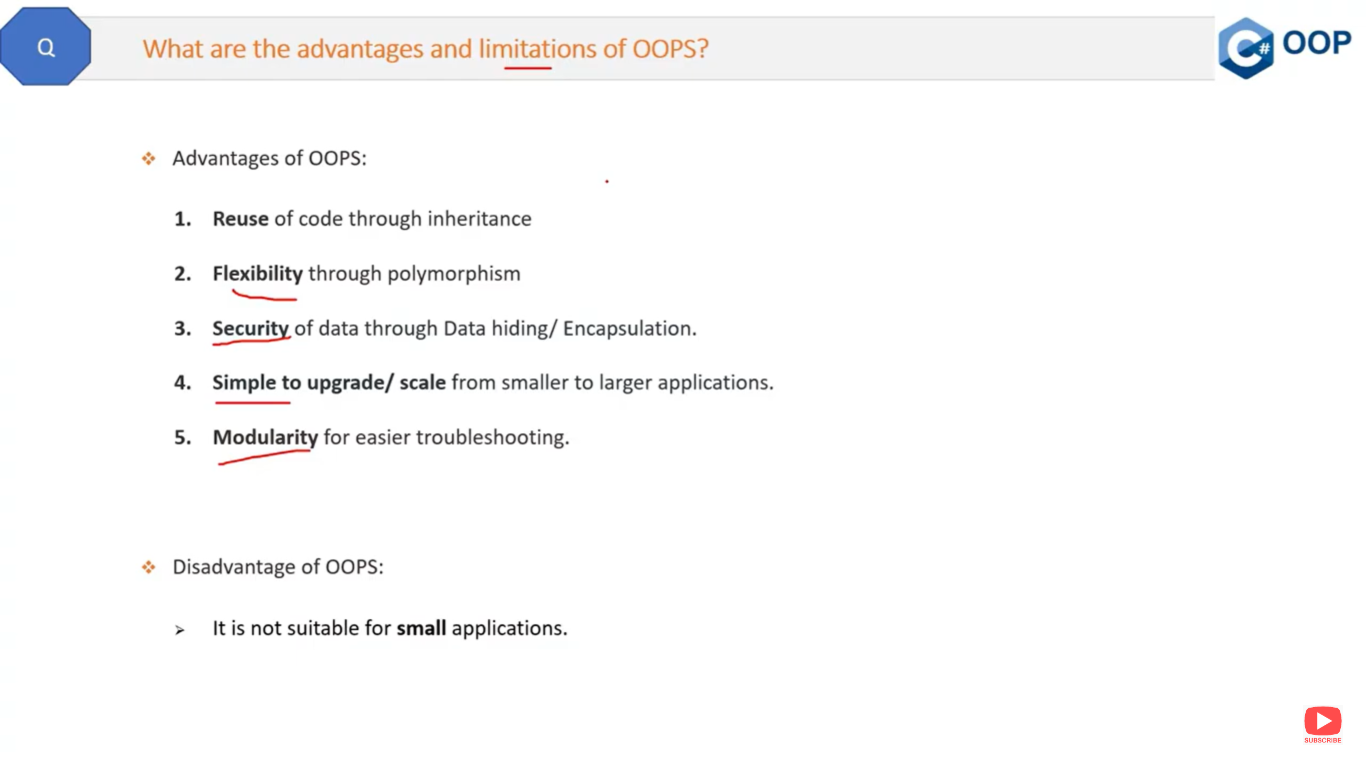 Q
What are the advantages and limitations of OOPS?
C# OOP
❖ Advantages of OOPS:
1. Reuse of code through inheritance
2. Flexibility through polymorphism
3. Security of data through Data hiding/ Encapsulation.
4. Simple to upgrade/ scale from smaller to larger applications.
5. Modularity for easier troubleshooting.
❖ Disadvantage of OOPS:
➢ It is not suitable for small applications.
SUBSCRIBE